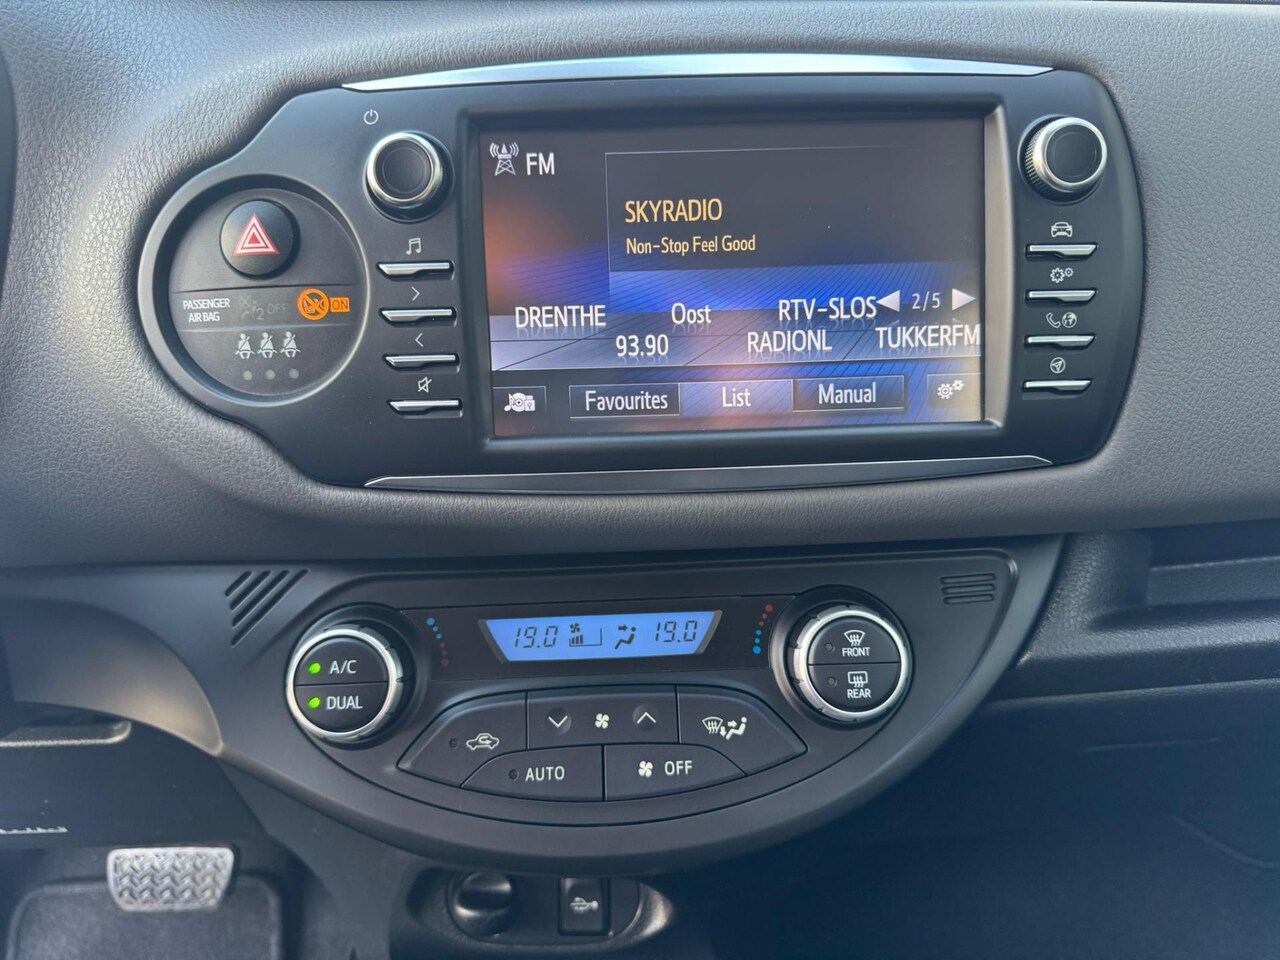 FM
SKYRADIO
Non-Stop Feel Good
DRENTHE Oost RTV-SLOS 2/5
93.90 RADIONL TUKKERFM
Favourites List Manual
PASSENGER
AIR BAG
2 OFF
ON
19.0 19.0
A/C
DUAL
FRONT
REAR
AUTO
OFF